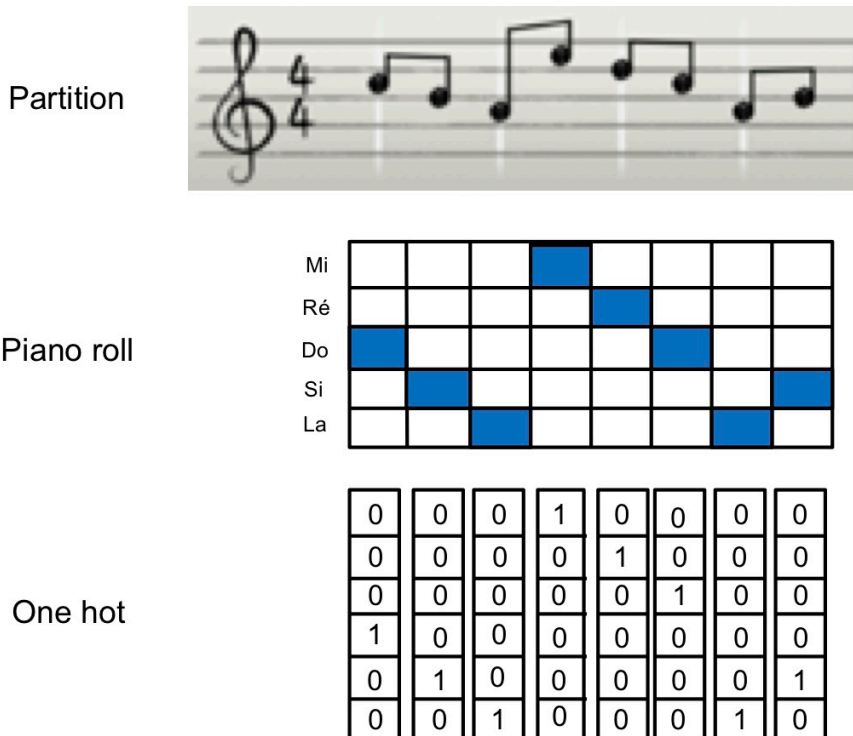 Partition
4
4
Mi
Ré
Piano roll
Do
Si
La
0 0 0 1 0 0 0 0
0 0 0 0 1 0 0 0
0 0 0 0 0 1 0 0
One hot
1 0 0 0 0 0 0 0
0 1 0 0 0 0 0 1
0 0 1 0 0 0 1 0